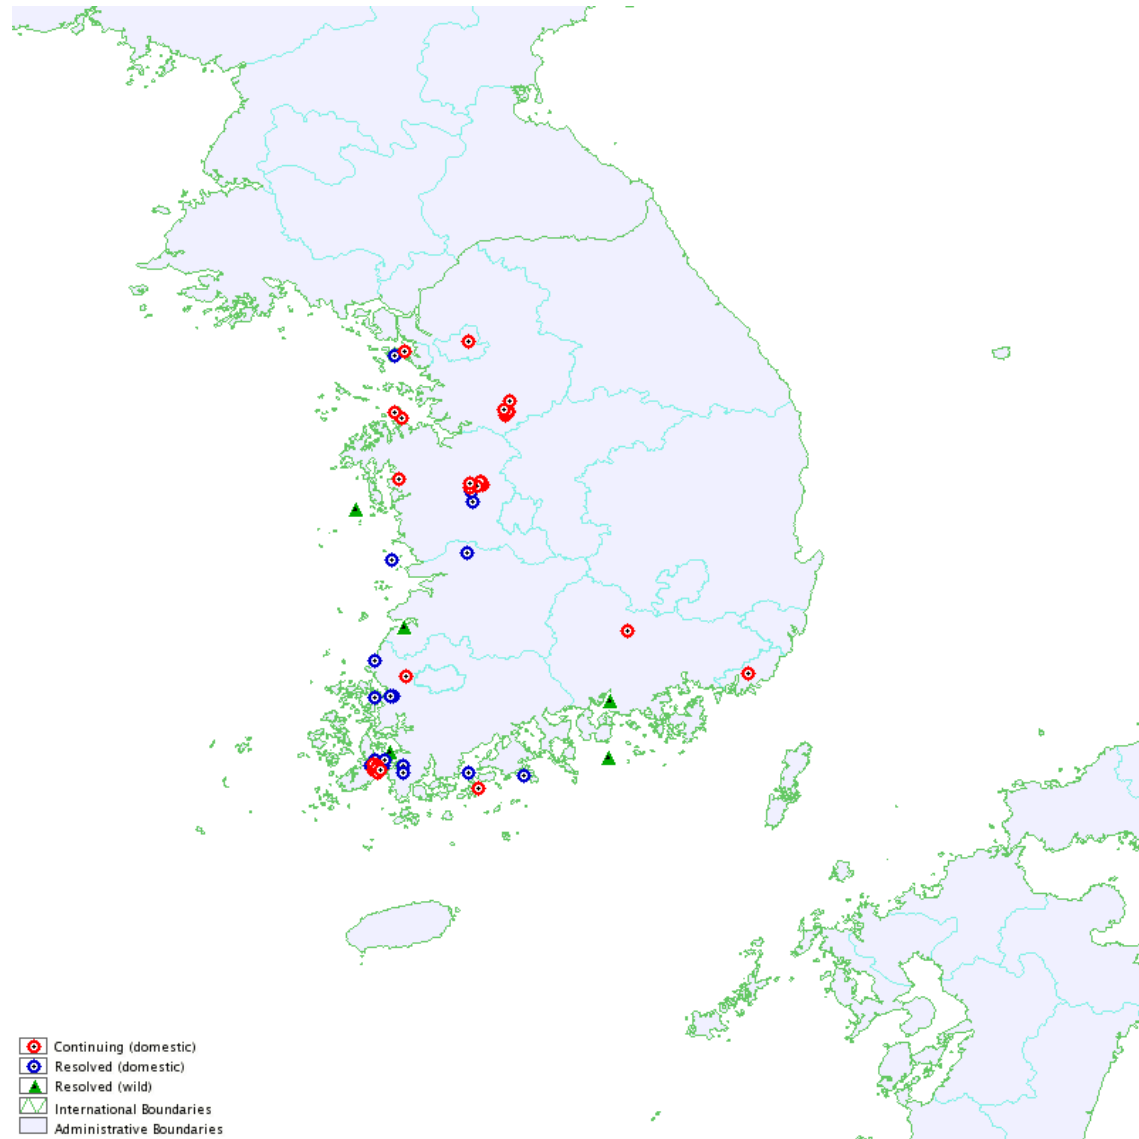 Continuing (domestic)
Resolved (domestic)
Resolved (wild)
International Boundaries
Administrative Boundaries